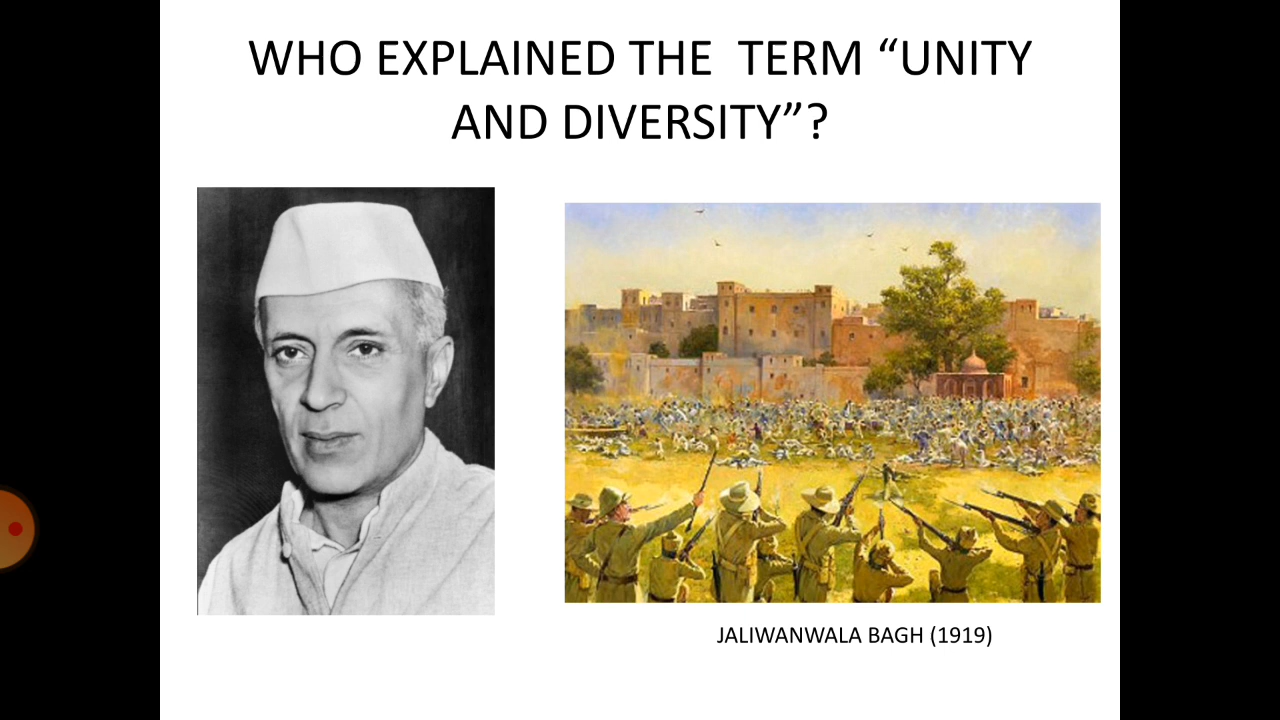 WHO EXPLAINED THE TERM “UNITY
AND DIVERSITY”?
JALIWANWALA BAGH (1919)